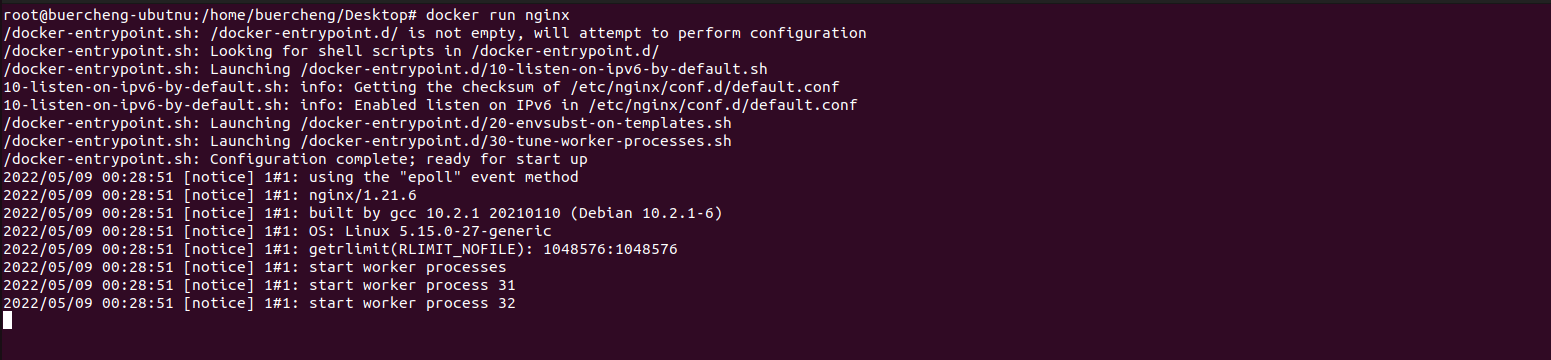 root@buercheng-ubutnu:/home/buercheng/Desktop# docker run nginx
/docker-entrypoint.sh: /docker-entrypoint.d/ is not empty, will attempt to perform configuration
/docker-entrypoint.sh: Looking for shell scripts in /docker-entrypoint.d/
/docker-entrypoint.sh: Launching /docker-entrypoint.d/10-listen-on-ipv6-by-default.sh
10-listen-on-ipv6-by-default.sh: info: Getting the checksum of /etc/nginx/conf.d/default.conf
10-listen-on-ipv6-by-default.sh: info: Enabled listen on IPv6 in /etc/nginx/conf.d/default.conf
/docker-entrypoint.sh: Launching /docker-entrypoint.d/20-envsubst-on-templates.sh
/docker-entrypoint.sh: Launching /docker-entrypoint.d/30-tune-worker-processes.sh
/docker-entrypoint.sh: Configuration complete; ready for start up
2022/05/09 00:28:51 [notice] 1#1: using the "epoll" event method
2022/05/09 00:28:51 [notice] 1#1: nginx/1.21.6
2022/05/09 00:28:51 [notice] 1#1: built by gcc 10.2.1 20210110 (Debian 10.2.1-6)
2022/05/09 00:28:51 [notice] 1#1: OS: Linux 5.15.0-27-generic
2022/05/09 00:28:51 [notice] 1#1: getrlimit(RLIMIT_NOFILE): 1048576:1048576
2022/05/09 00:28:51 [notice] 1#1: start worker processes
2022/05/09 00:28:51 [notice] 1#1: start worker process 31
2022/05/09 00:28:51 [notice] 1#1: start worker process 32